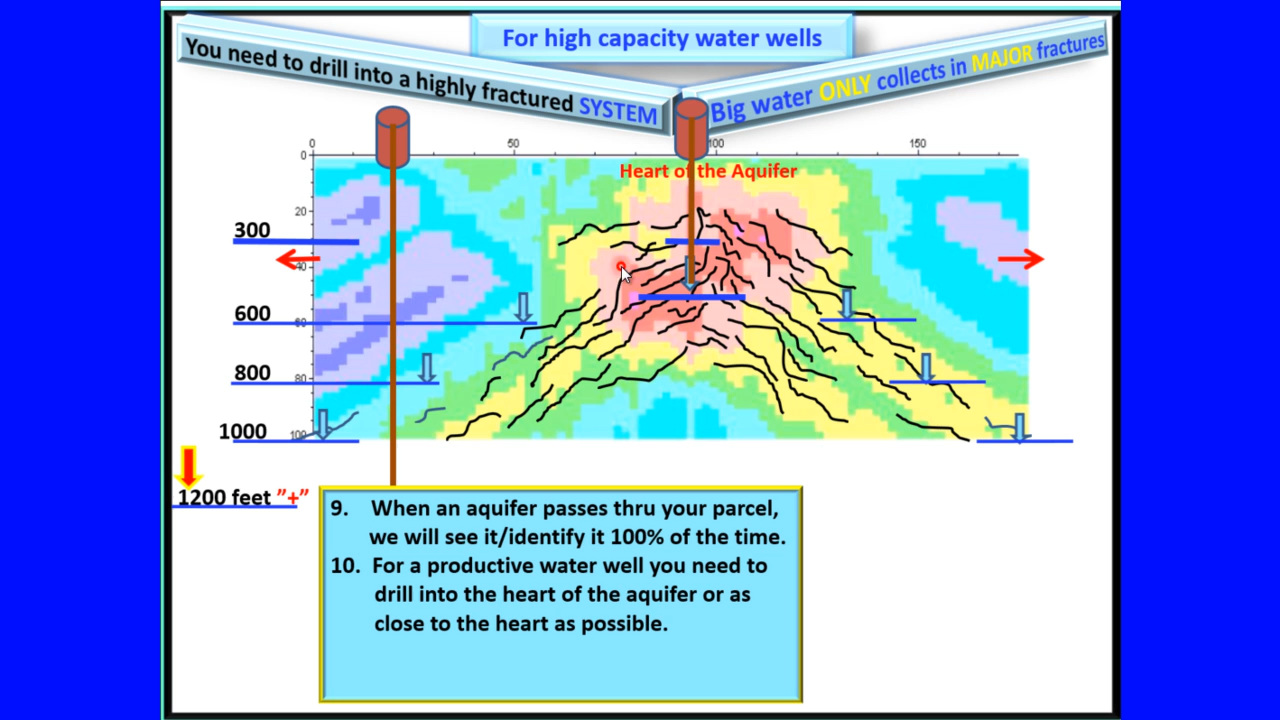 For high capacity water wells
You need to drill into a highly fractured SYSTEM
Big water ONLY collects in MAJOR fractures
0 50 100 150
0
Heart of the Aquifer
20
300
40
600
60
800
80
1000
100
1200 feet "+"
9. When an aquifer passes thru your parcel,
we will see it/identify it 100% of the time.
10. For a productive water well you need to
drill into the heart of the aquifer or as
close to the heart as possible.